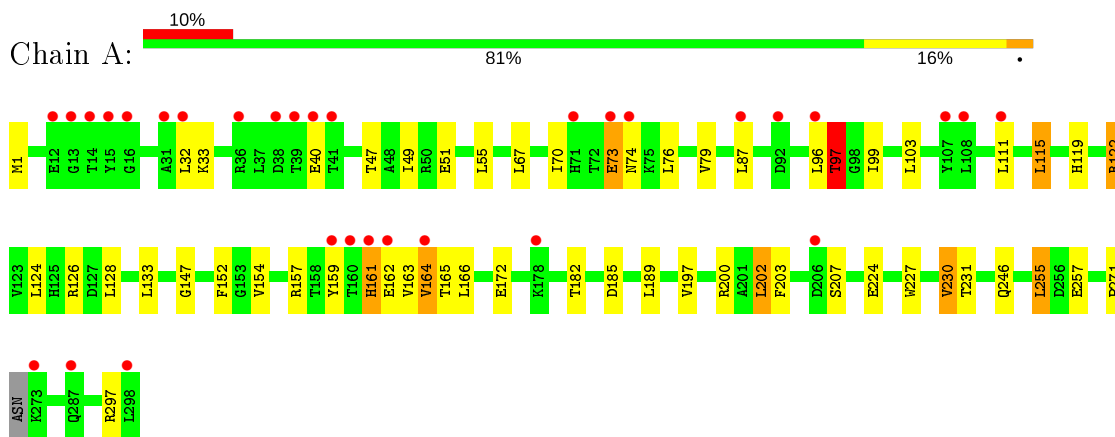 10%
Chain A:
81% 16% •
M1 E12 G13 T14 Y15 G16 A31 L32 K33 R36 L37 D38 T39 E40 T41 T47 A48 I49 R50 E51 L55 L67 I70 H71 T72 E73 N74 K75 L76 V79 L87 D92 L96 T97 G98 I99 L103 Y107 L108 L111 L115 H119
V123 L124 H125 R126 D127 L128 L133 G147 F152 G153 V154 R157 T158 Y159 T160 H161 E162 V163 V164 T165 L166 E172 K178 T182 D185 L189 V197 R200 A201 L202 F203 D206 S207 E224 W227 V230 T231 Q246 L255 D256 E257
ASN K273 Q287 R297 L298